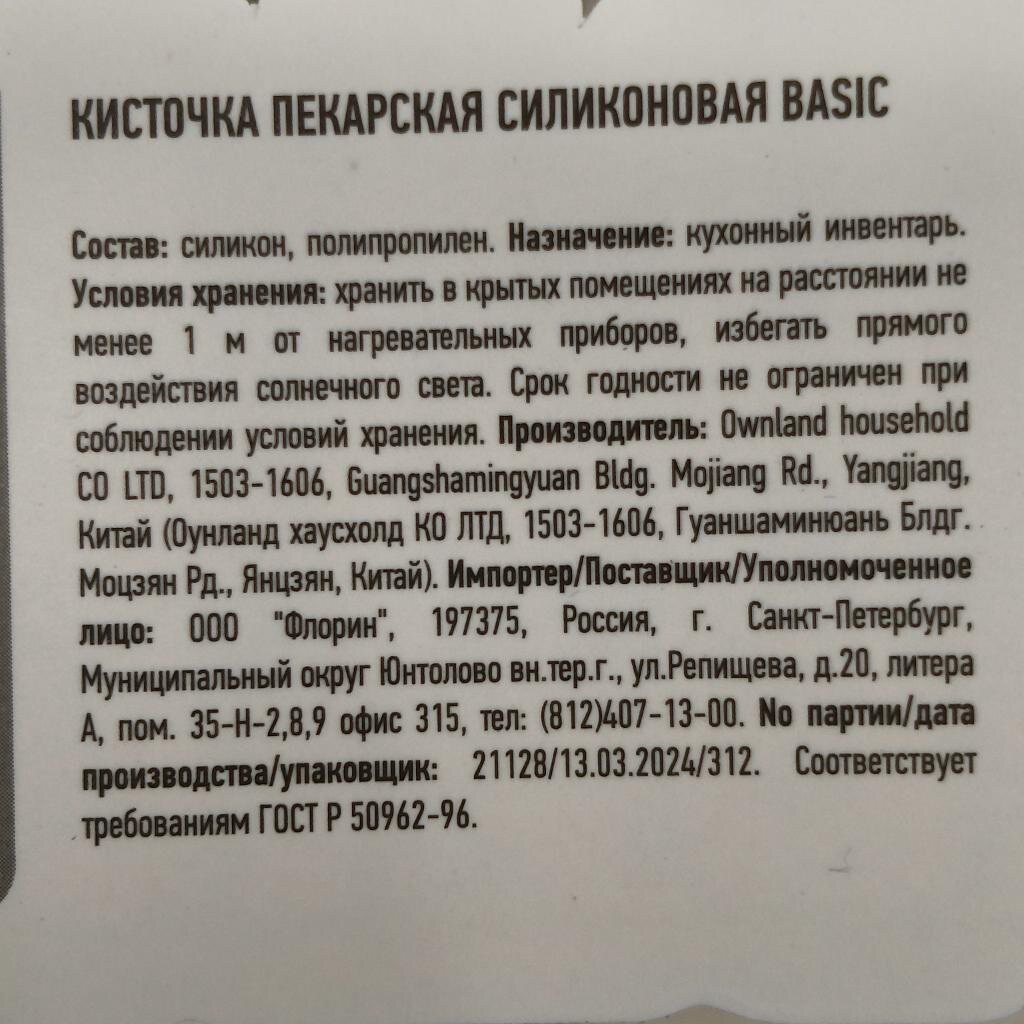 КИСТОЧКА ПЕКАРСКАЯ СИЛИКОНОВАЯ BASIC
Состав: силикон, полипропилен. Назначение: кухонный инвентарь.
Условия хранения: хранить в крытых помещениях на расстоянии не
менее 1 м от нагревательных приборов, избегать прямого
воздействия солнечного света. Срок годности не ограничен при
соблюдении условий хранения. Производитель: Ownland household
CO LTD, 1503-1606, Guangshamingyuan Bldg. Mojiang Rd., Yangjiang,
Китай (Оунланд хаусхолд КО ЛТД, 1503-1606, Гуаншаминюань Блдг.
Моцзян Рд., Янцзян, Китай). Импортер/Поставщик/Уполномоченное
лицо: ООО "Флорин", 197375, Россия, г. Санкт-Петербург,
Муниципальный округ Юнтолово вн.тер.г., ул.Репищева, д.20, литера
А, пом. 35-Н-2,8,9 офис 315, тел: (812)407-13-00. No партии/дата
производства/упаковщик: 21128/13.03.2024/312. Соответствует
требованиям ГОСТ Р 50962-96.